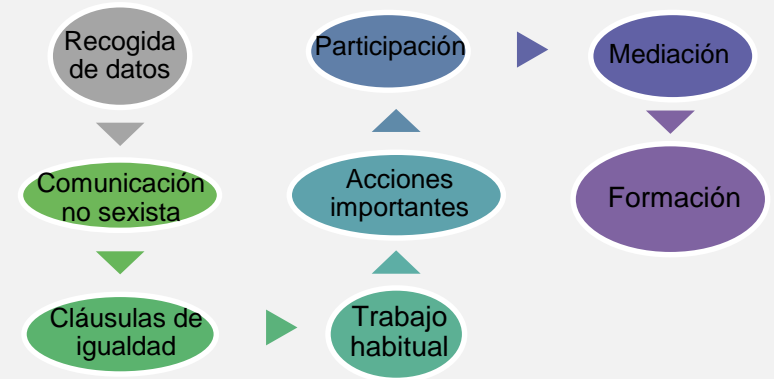 Recogida
de datos
Comunicación
no sexista
Cláusulas de
igualdad
Trabajo
habitual
Acciones
importantes
Participación
Mediación
Formación